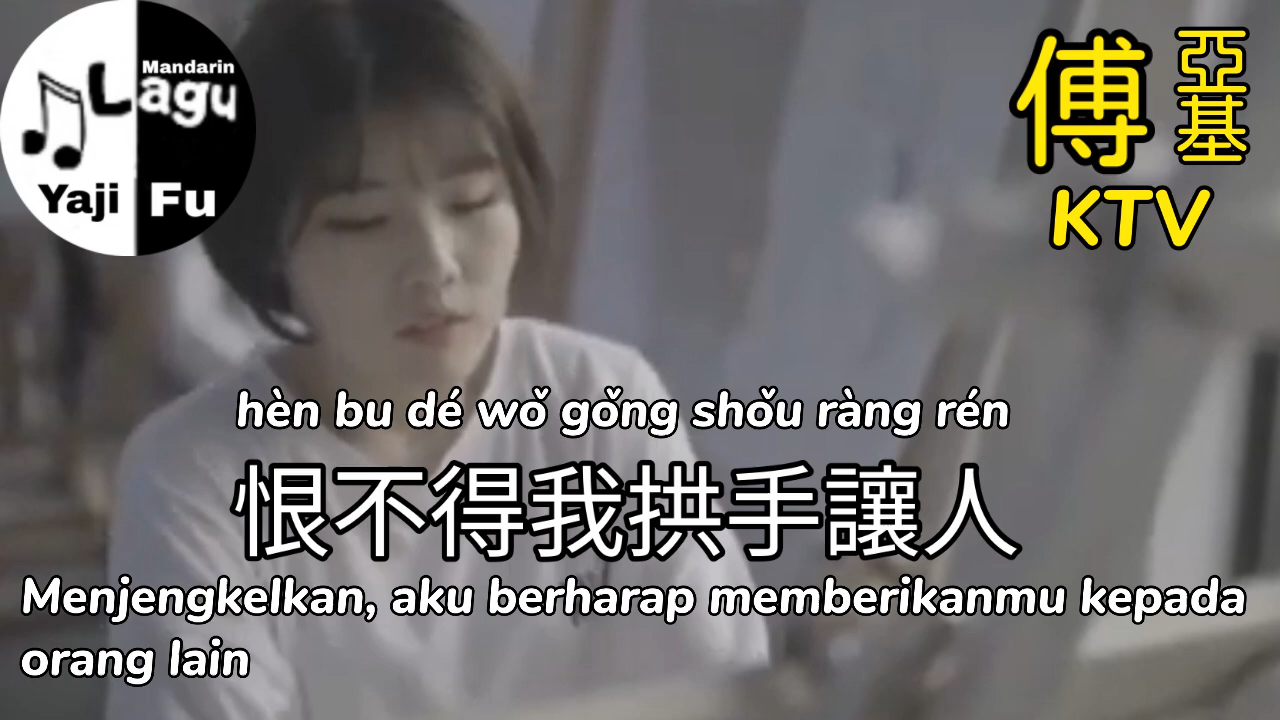 Mandarin
Lagu
Yaji Fu
傅亞基
KTV
hèn bu dé wǒ gǒng shǒu ràng rén
恨不得我拱手讓人
Menjengkelkan, aku berharap memberikanmu kepada
orang lain